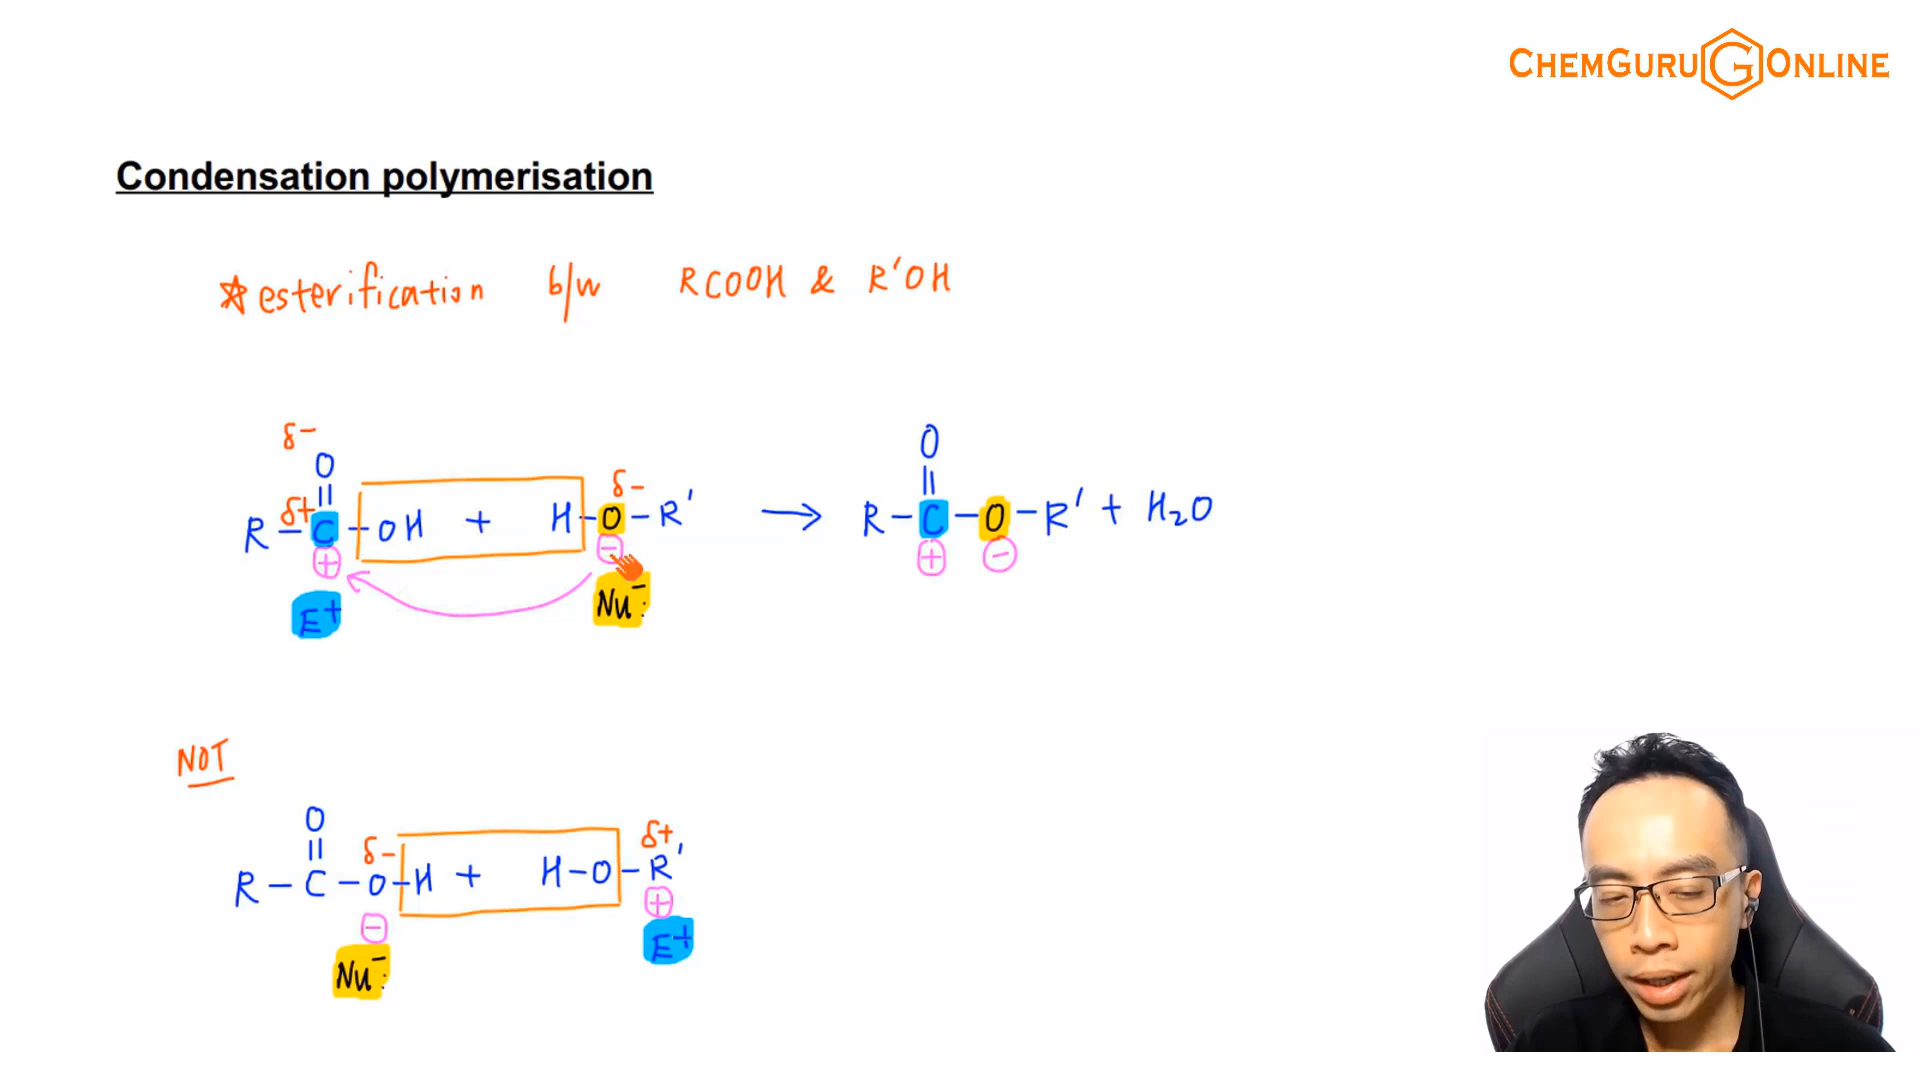 CHEMGURU G ONLINE
Condensation polymerisation
*esterification b/w RCOOH & R'OH
δ- δ-
O O
δ+
R-C-OH + H-O-R' → R-C-O-R' + H₂O
+ - + -
E+ Nu-:
NOT
O δ- δ+
R-C-O-H + H-O-R'
- +
Nu-: E+